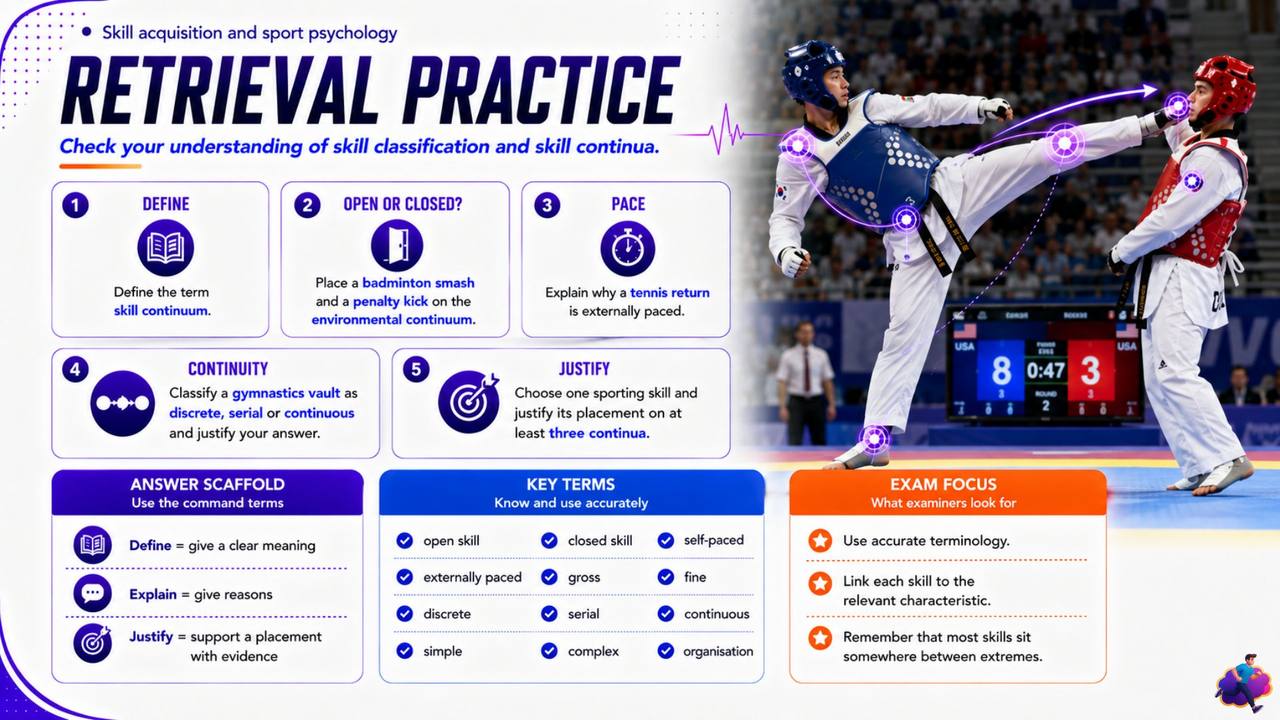 Skill acquisition and sport psychology
RETRIEVAL PRACTICE
Check your understanding of skill classification and skill continua.
1
DEFINE
Define the term
skill continuum.
2
OPEN OR CLOSED?
Place a badminton smash
and a penalty kick on the
environmental continuum.
3
PACE
Explain why a tennis return
is externally paced.
4
CONTINUITY
Classify a gymnastics vault as
discrete, serial or continuous
and justify your answer.
5
JUSTIFY
Choose one sporting skill and
justify its placement on at
least three continua.
USA
USA
8
0:47
3
3
3
ROUND
2
0 0
0 0
ANSWER SCAFFOLD
Use the command terms
Define = give a clear meaning
Explain = give reasons
Justify = support a placement
with evidence
KEY TERMS
Know and use accurately
open skill
closed skill
self-paced
externally paced
gross
fine
discrete
serial
continuous
simple
complex
organisation
EXAM FOCUS
What examiners look for
Use accurate terminology.
Link each skill to the
relevant characteristic.
Remember that most skills sit
somewhere between extremes.